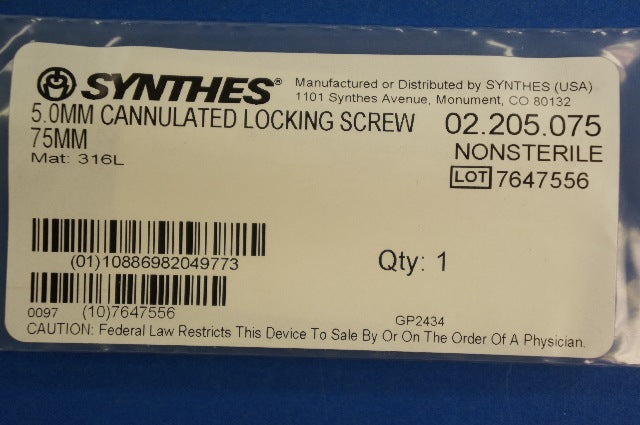 SYNTHES®
Manufactured or Distributed by SYNTHES (USA)
1101 Synthes Avenue, Monument, CO 80132
5.0MM CANNULATED LOCKING SCREW
75MM
Mat: 316L
02.205.075
NONSTERILE
LOT 7647556
(01)10886982049773
Qty: 1
(10)7647556
0097
GP2434
CAUTION: Federal Law Restricts This Device To Sale By Or On The Order Of A Physician.